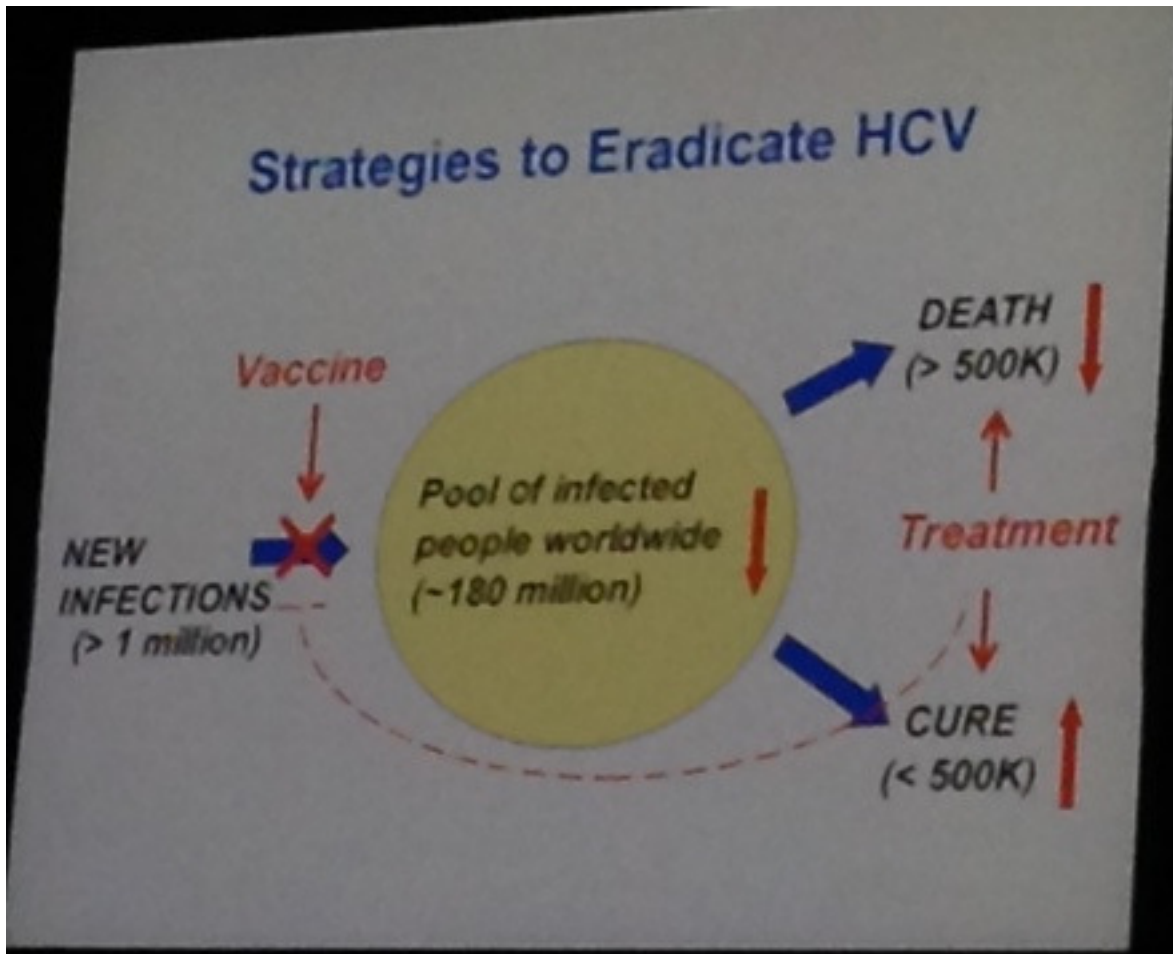 Strategies to Eradicate HCV
Vaccine
NEW
INFECTIONS
(> 1 million)
Pool of infected
people worldwide
(~180 million)
DEATH
(> 500K)
Treatment
CURE
(< 500K)